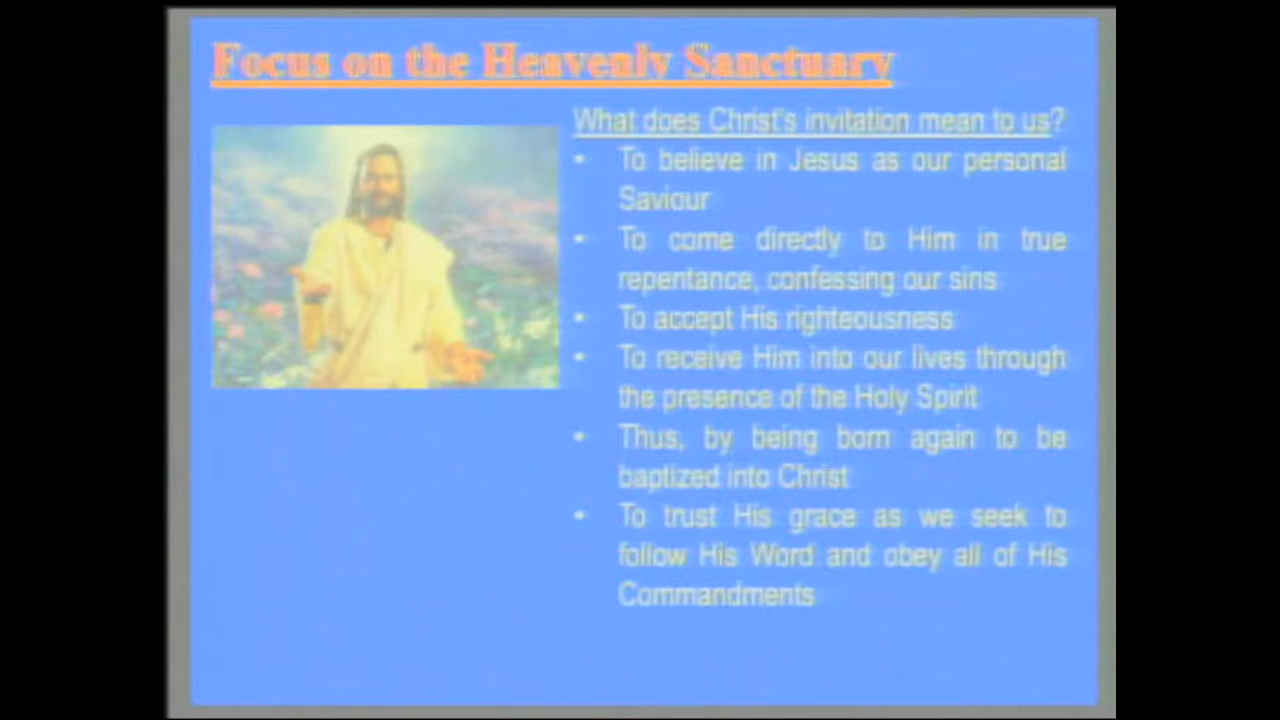 Focus on the Heavenly Sanctuary
What does Christ's invitation mean to us?
• To believe in Jesus as our personal
Saviour
• To come directly to Him in true
repentance, confessing our sins
• To accept His righteousness
• To receive Him into our lives through
the presence of the Holy Spirit
• Thus, by being born again to be
baptized into Christ
• To trust His grace as we seek to
follow His Word and obey all of His
Commandments